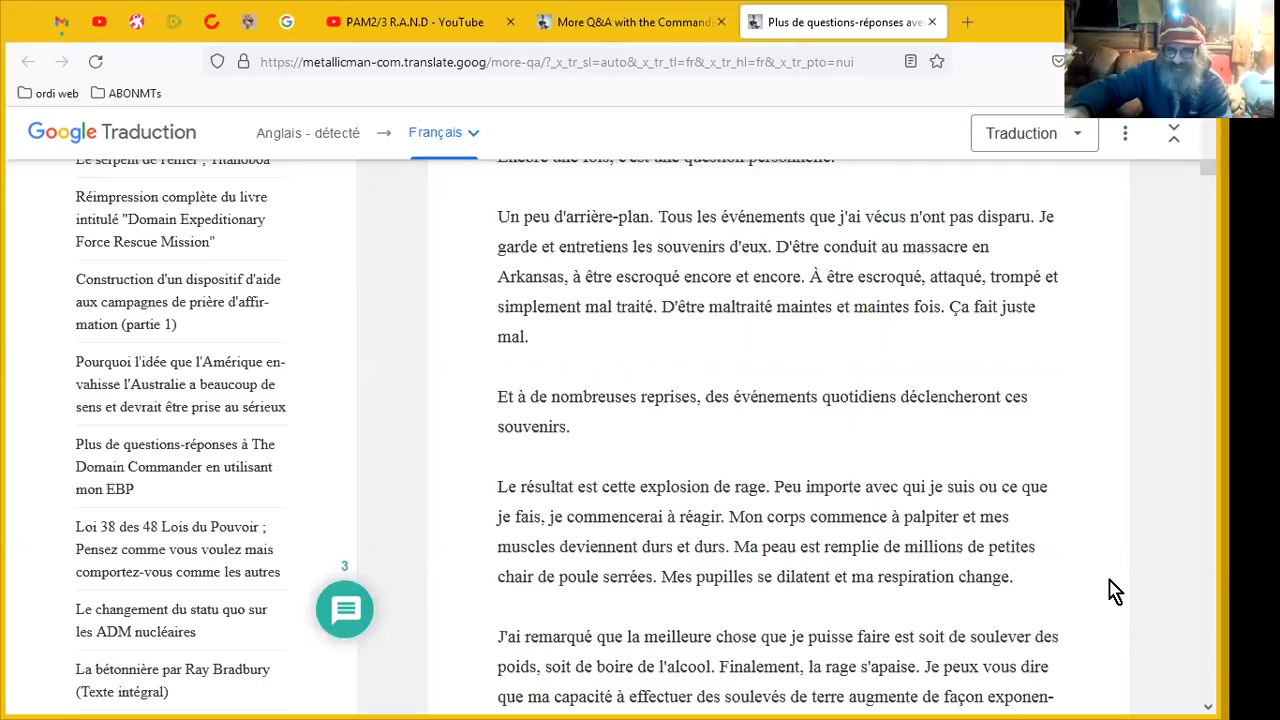 PAM2/3 R.A.N.D - YouTube
More Q&A with the Command
Plus de questions-réponses ave
https://metallicman-com.translate.goog/more-qa/?_x_tr_sl=auto&_x_tr_tl=fr&_x_tr_hl=fr&_x_tr_pto=nui
ordi web
ABONMTs
Google Traduction
Anglais - détecté
Français
Traduction
Le serpent de l'enfer ; Titanoboa
Réimpression complète du livre
intitulé "Domain Expeditionary
Force Rescue Mission"
Construction d'un dispositif d'aide
aux campagnes de prière d'affir-
mation (partie 1)
Pourquoi l'idée que l'Amérique en-
vahisse l'Australie a beaucoup de
sens et devrait être prise au sérieux
Plus de questions-réponses à The
Domain Commander en utilisant
mon EBP
Loi 38 des 48 Lois du Pouvoir ;
Pensez comme vous voulez mais
comportez-vous comme les autres
Le changement du statu quo sur
les ADM nucléaires
La bétonnière par Ray Bradbury
(Texte intégral)
3
Encore une fois, c'est une question personnelle.
Un peu d'arrière-plan. Tous les événements que j'ai vécus n'ont pas disparu. Je
garde et entretiens les souvenirs d'eux. D'être conduit au massacre en
Arkansas, à être escroqué encore et encore. À être escroqué, attaqué, trompé et
simplement mal traité. D'être maltraité maintes et maintes fois. Ça fait juste
mal.
Et à de nombreuses reprises, des événements quotidiens déclencheront ces
souvenirs.
Le résultat est cette explosion de rage. Peu importe avec qui je suis ou ce que
je fais, je commencerai à réagir. Mon corps commence à palpiter et mes
muscles deviennent durs et durs. Ma peau est remplie de millions de petites
chair de poule serrées. Mes pupilles se dilatent et ma respiration change.
J'ai remarqué que la meilleure chose que je puisse faire est soit de soulever des
poids, soit de boire de l'alcool. Finalement, la rage s'apaise. Je peux vous dire
que ma capacité à effectuer des soulevés de terre augmente de façon exponen-